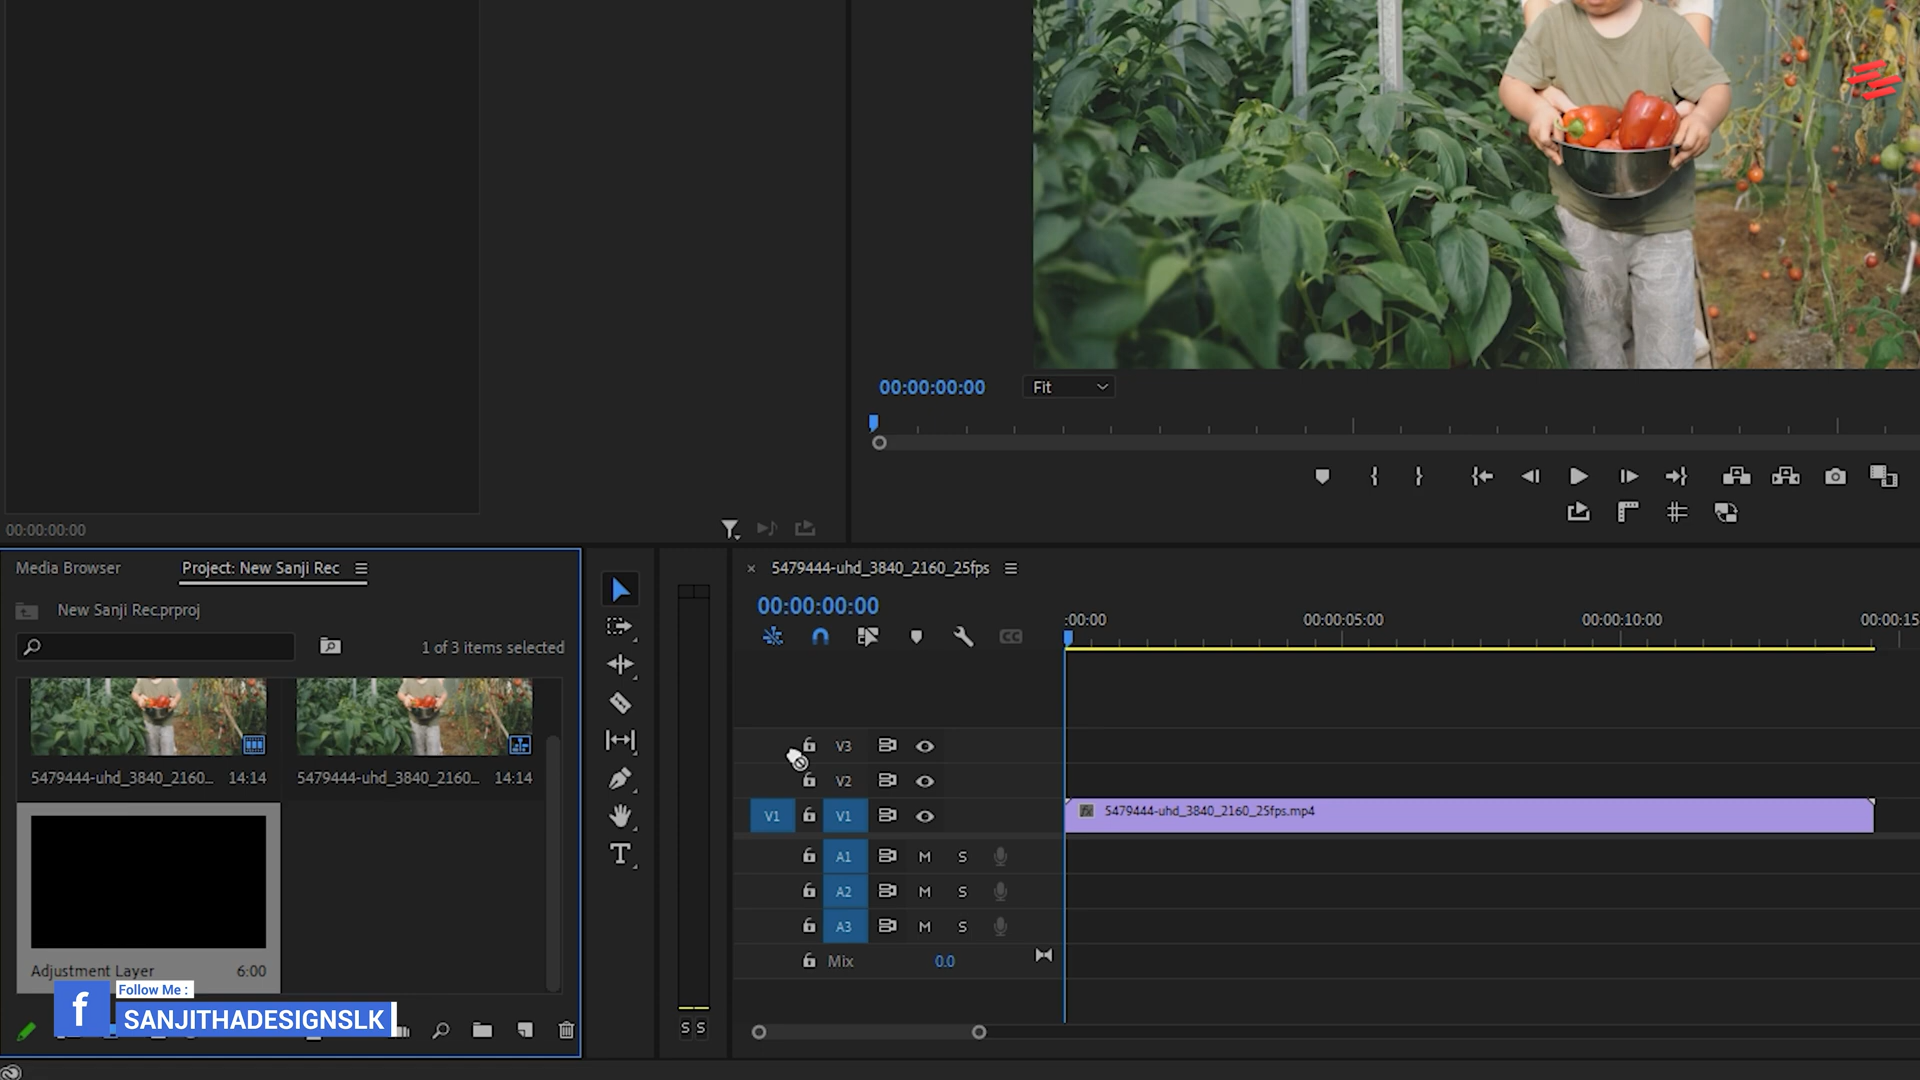 00:00:00:00
Fit
00:00:00:00
Media Browser
Project: New Sanji Rec
New Sanji Rec.prproj
1 of 3 items selected
5479444-uhd_3840_2160... 14:14
5479444-uhd_3840_2160... 14:14
Adjustment Layer 6:00
Follow Me :
f SANJITHADESIGNSLK
S S
5479444-uhd_3840_2160_25fps
00:00:00:00
:00:00
00:00:05:00
00:00:10:00
00:00:15
CC
V3
V2
V1 V1
fx 5479444-uhd_3840_2160_25fps.mp4
A1 M S
A2 M S
A3 M S
Mix 0.0